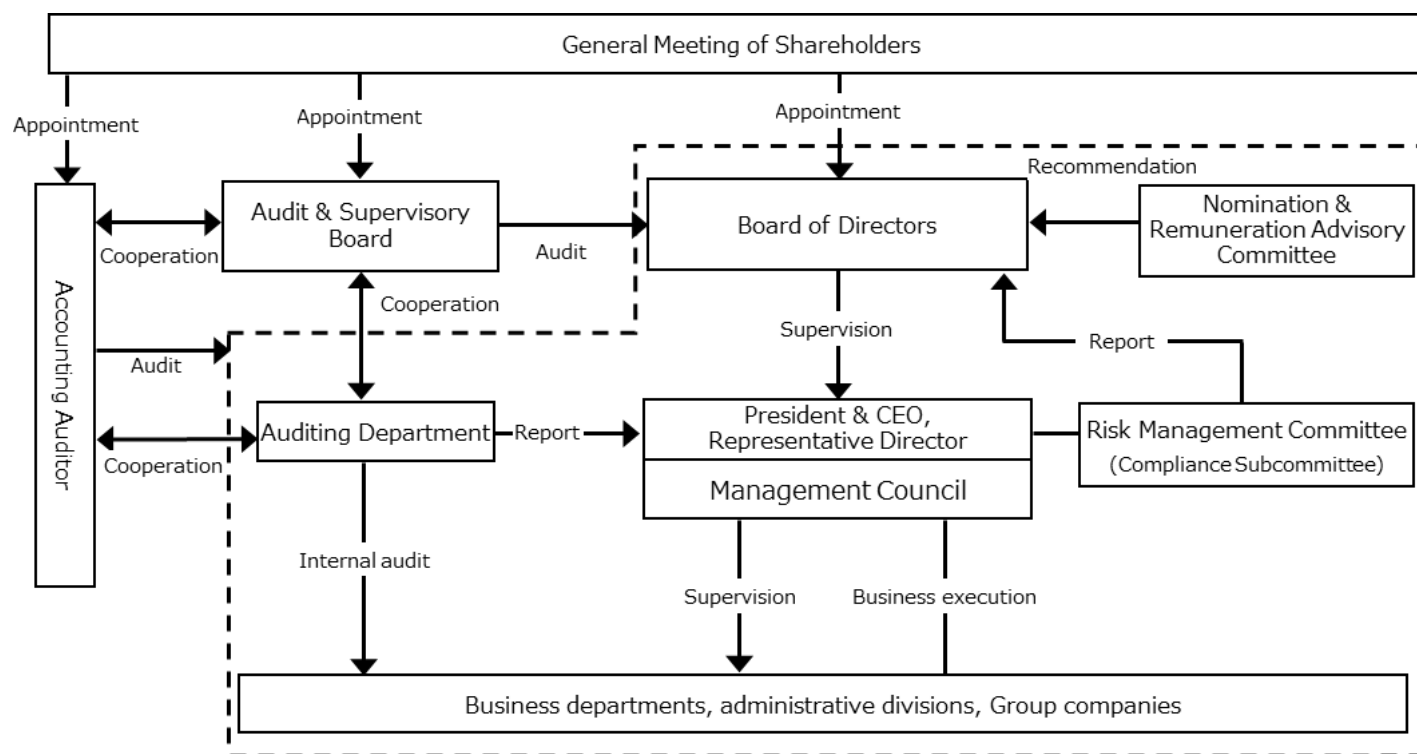 General Meeting of Shareholders
Appointment
Appointment
Appointment
Recommendation
Audit & Supervisory
Board
Board of Directors
Nomination &
Remuneration Advisory
Committee
Cooperation
Audit
Cooperation
Accounting Auditor
Supervision
Report
Audit
Auditing Department
Report
President & CEO,
Representative Director
Risk Management Committee
(Compliance Subcommittee)
Cooperation
Management Council
Internal audit
Supervision
Business execution
Business departments, administrative divisions, Group companies